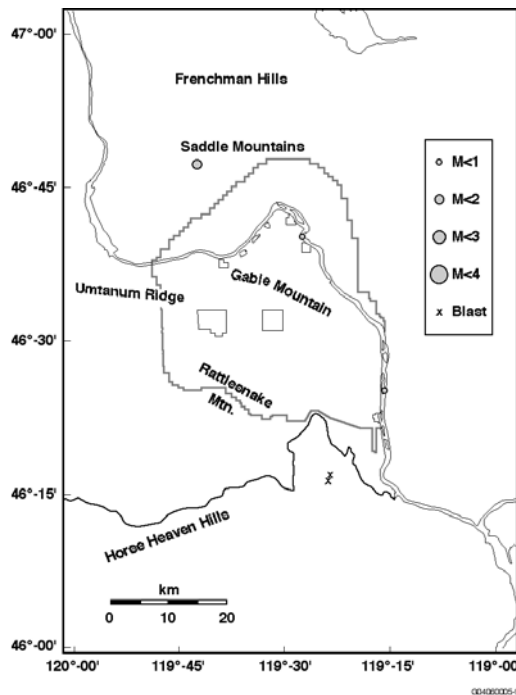 47°-00'
Frenchman Hills
Saddle Mountains
46°-45'
M<1
M<2
M<3
M<4
Blast
Gable Mountain
Umtanum Ridge
46°-30'
Rattlesnake
Mtn.
46°-15'
Horse Heaven Hills
km
0 10 20
46°-00'
120°-00' 119°-45' 119°-30' 119°-15' 119°-00'